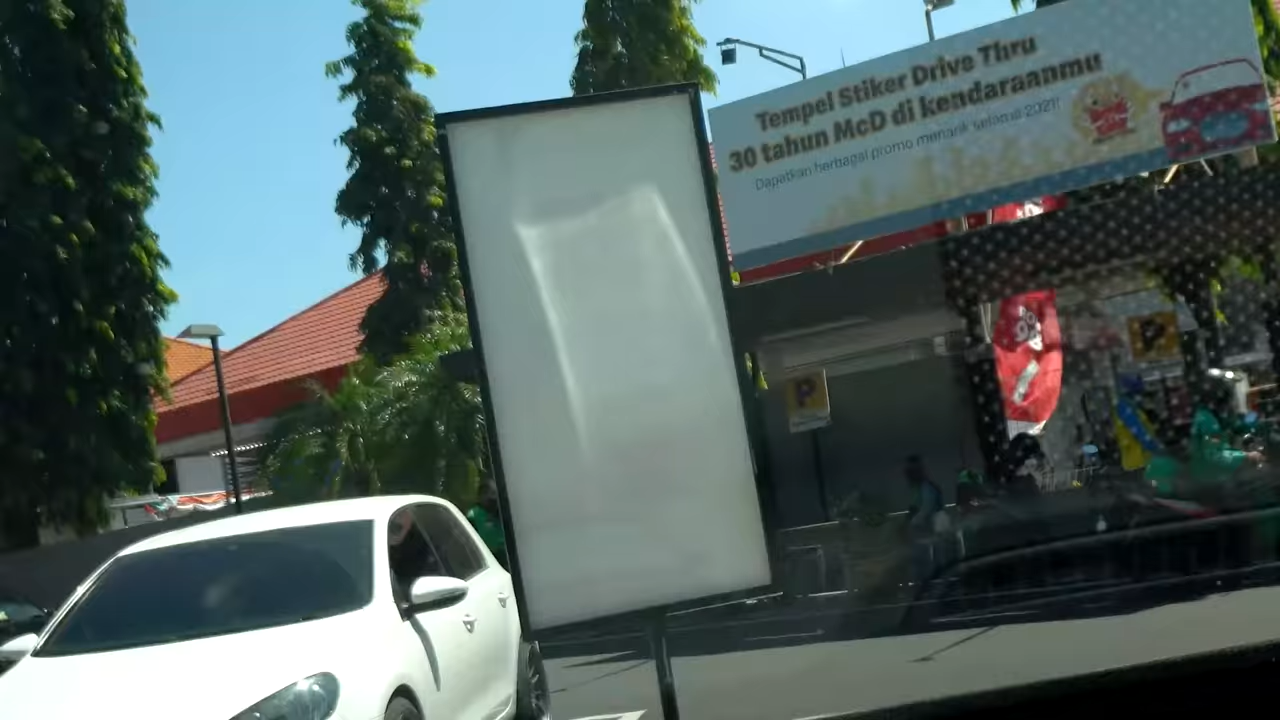 Tempel Stiker Drive Thru
30 tahun McD di kendaraanmu
Dapatkan berbagai promo menarik selama 2021!
P
P